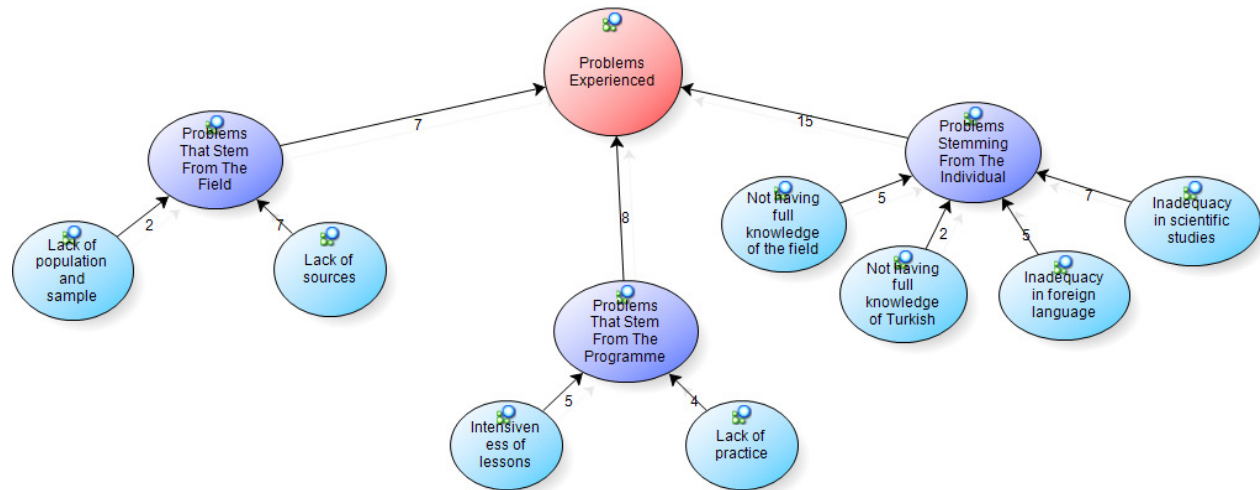 Problems
Experienced
7
15
8
Problems
That Stem
From The
Field
2
7
Lack of
population
and
sample
Lack of
sources
Problems
Stemming
From The
Individual
5
2
5
7
Not having
full
knowledge
of the field
Not having
full
knowledge
of Turkish
Inadequacy
in foreign
language
Inadequacy
in scientific
studies
Problems
That Stem
From The
Programme
5
4
Intensiven
ess of
lessons
Lack of
practice